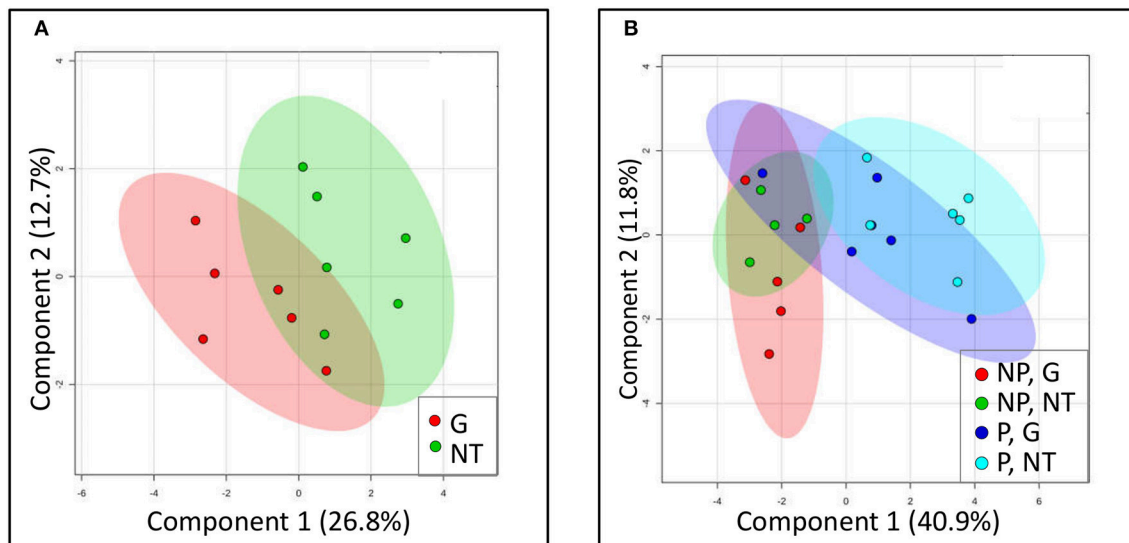 A
4
2
0
-2
-6
-4
-2
0
2
4
Component 2 (12.7%)
Component 1 (26.8%)
G
NT
B
4
2
0
-2
-4
-4
-2
0
2
4
6
Component 2 (11.8%)
Component 1 (40.9%)
NP, G
NP, NT
P, G
P, NT